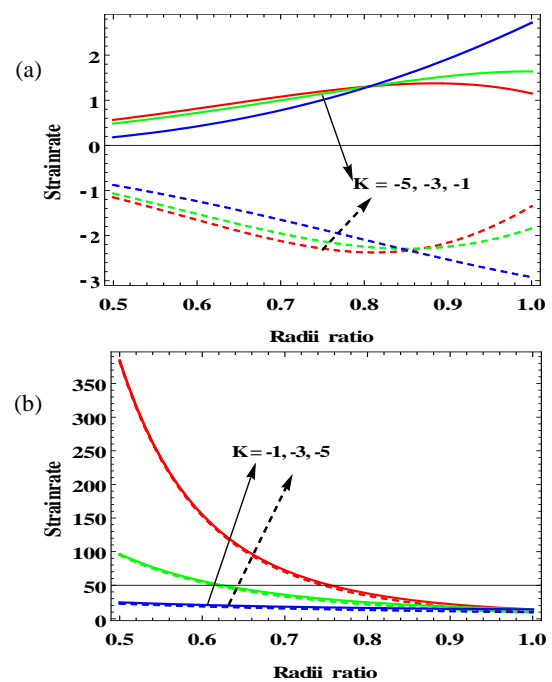 (a)
2
1
0
-1
-2
-3
Strainrate
K = -5, -3, -1
0.5 0.6 0.7 0.8 0.9 1.0
Radii ratio
(b)
350
300
250
200
150
100
50
0
Strainrate
K = -1, -3, -5
0.5 0.6 0.7 0.8 0.9 1.0
Radii ratio